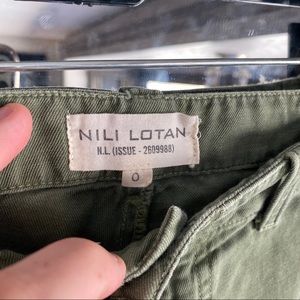 NILI LOTAN
N.L. (ISSUE - 2609988)
0